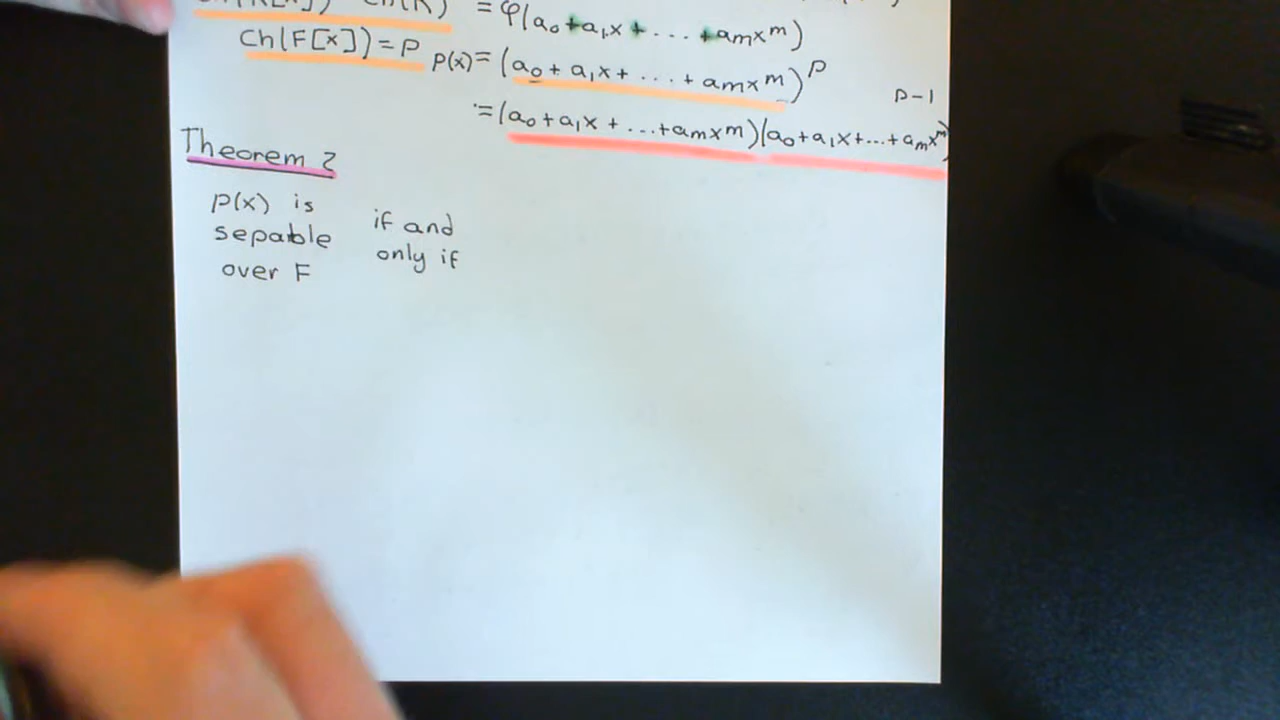 = φ(a₀+a₁x + ... + aₘxᵐ)
Ch(F[x])=P
p(x)= (a₀ + a₁x + ... + aₘxᵐ)ᴾ
p-1
= (a₀+a₁x + ...+aₘxᵐ)(a₀+a₁x+...+aₘxᵐ)
Theorem 2
p(x) is
sepable
over F
if and
only if